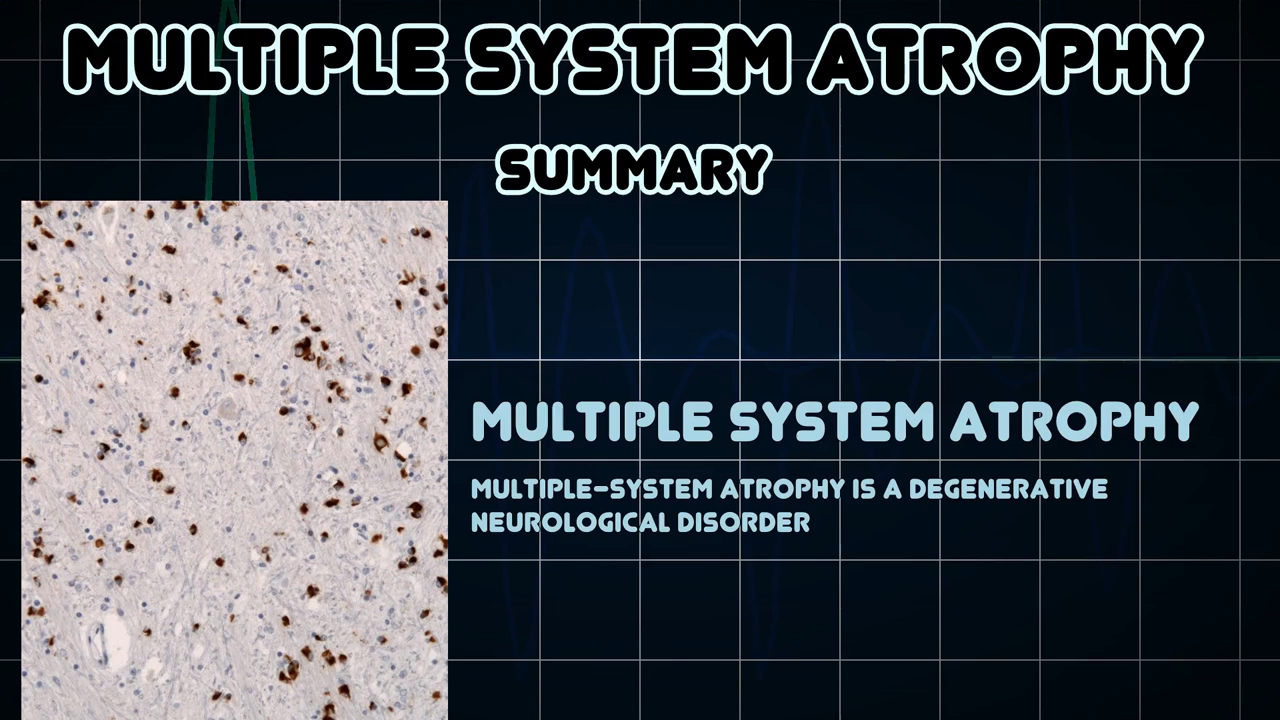 MULTIPLE SYSTEM ATROPHY
SUMMARY
MULTIPLE SYSTEM ATROPHY
MULTIPLE-SYSTEM ATROPHY IS A DEGENERATIVE
NEUROLOGICAL DISORDER